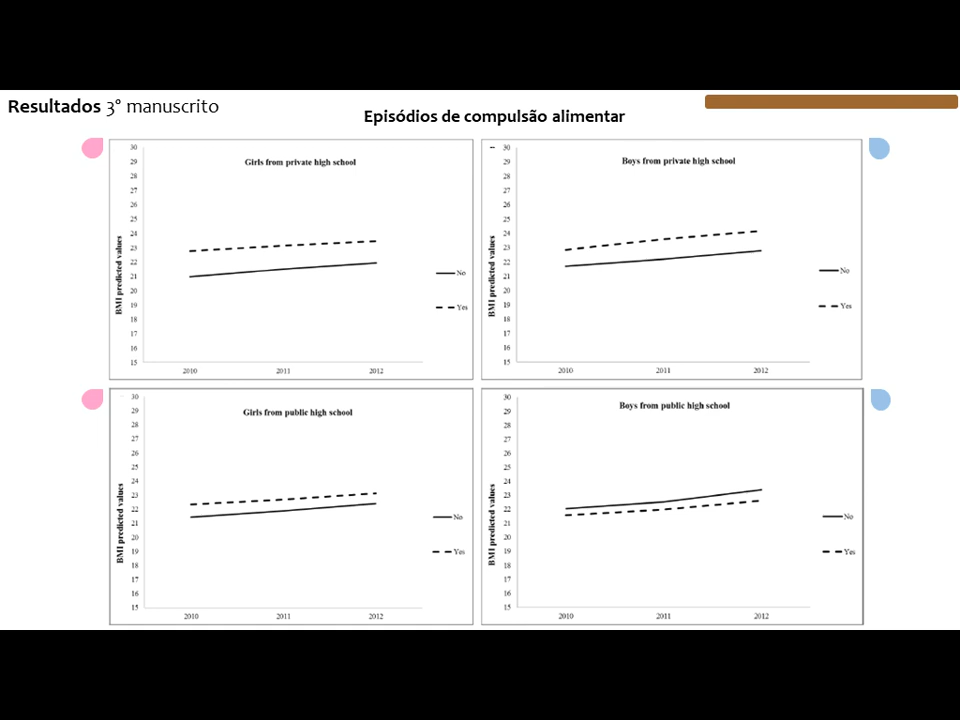 Resultados 3º manuscrito
Episódios de compulsão alimentar
Girls from private high school
BMI predicted values
30
29
28
27
26
25
24
23
22
21
20
19
18
17
16
15
2010 2011 2012
No
Yes
Boys from private high school
BMI predicted values
30
29
28
27
26
25
24
23
22
21
20
19
18
17
16
15
2010 2011 2012
No
Yes
Girls from public high school
BMI predicted values
30
29
28
27
26
25
24
23
22
21
20
19
18
17
16
15
2010 2011 2012
No
Yes
Boys from public high school
BMI predicted values
30
29
28
27
26
25
24
23
22
21
20
19
18
17
16
15
2010 2011 2012
No
Yes